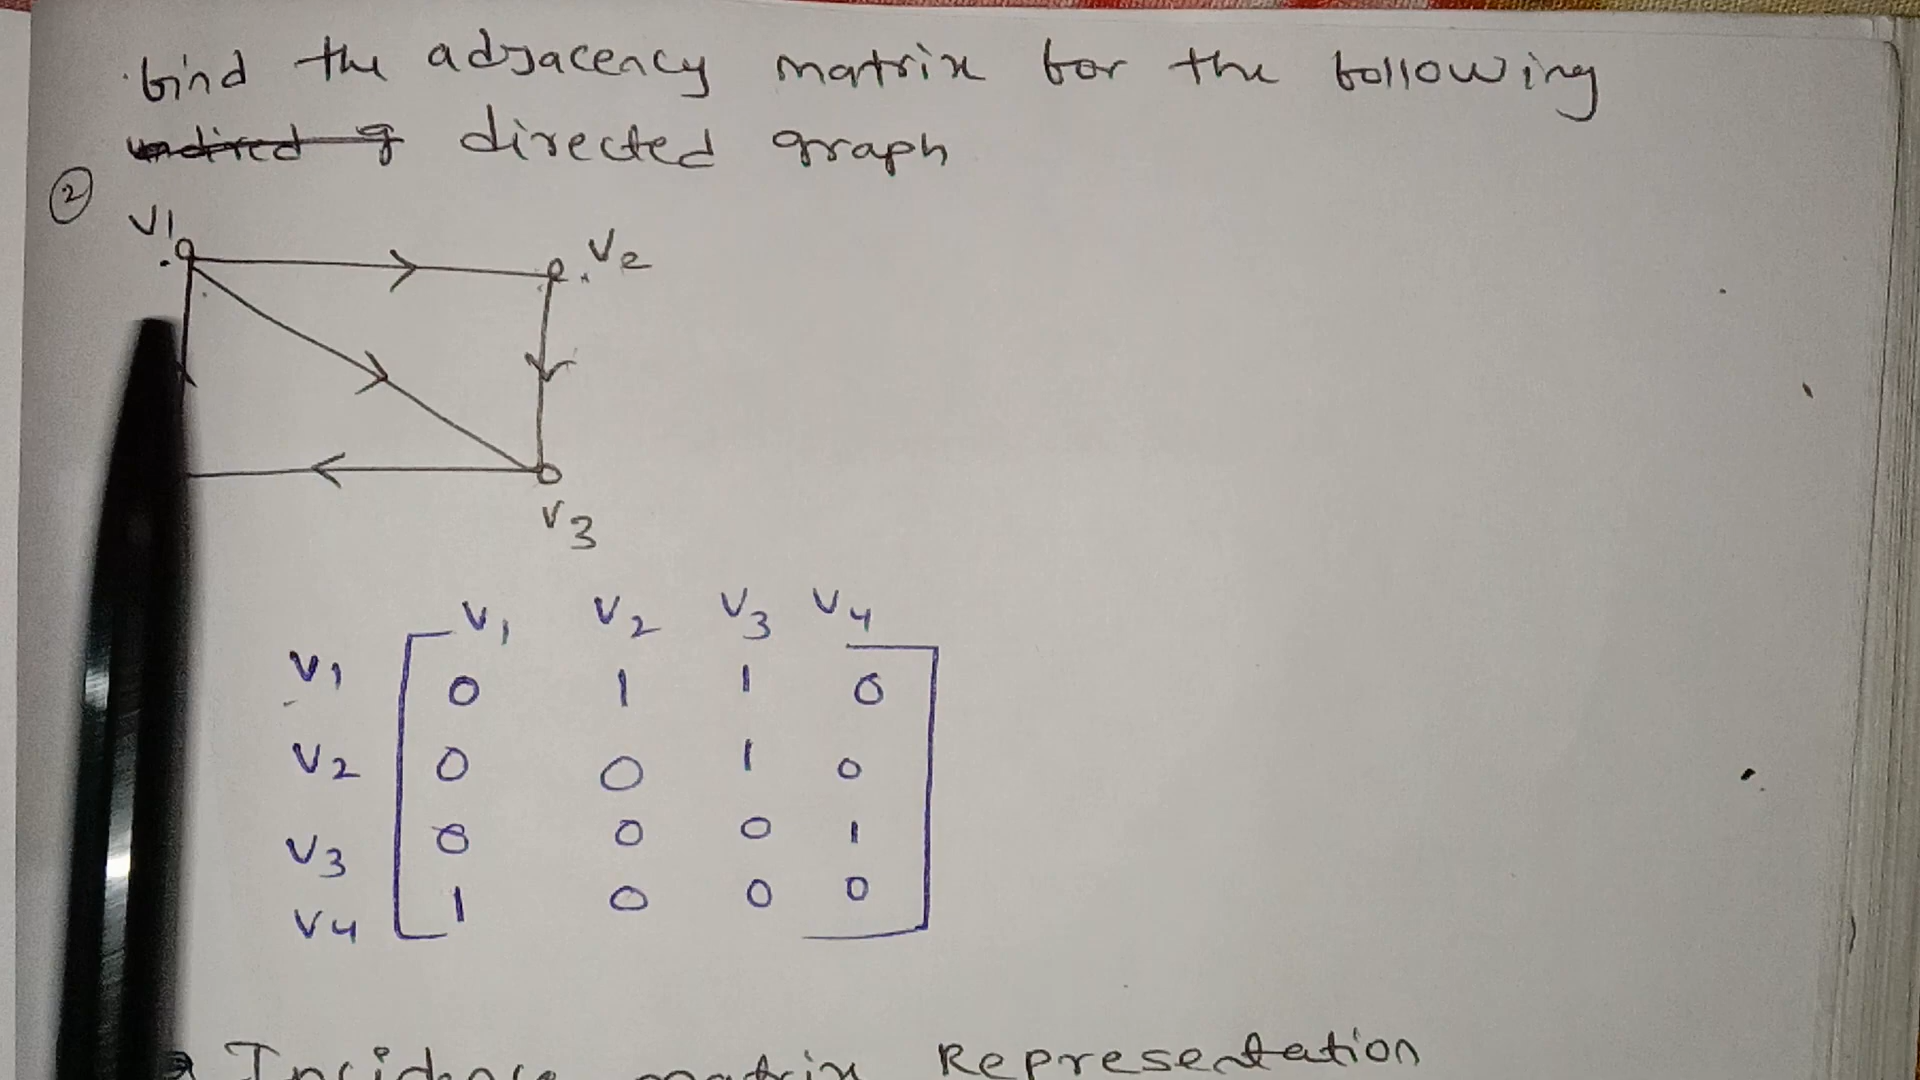 find the adjacency matrix for the following
directed graph
2
V1
V2
V3
V1 V2 V3 V4
V1 0 1 1 0
V2 0 0 1 0
V3 0 0 0 1
V4 1 0 0 0
Incidence matrix Representation